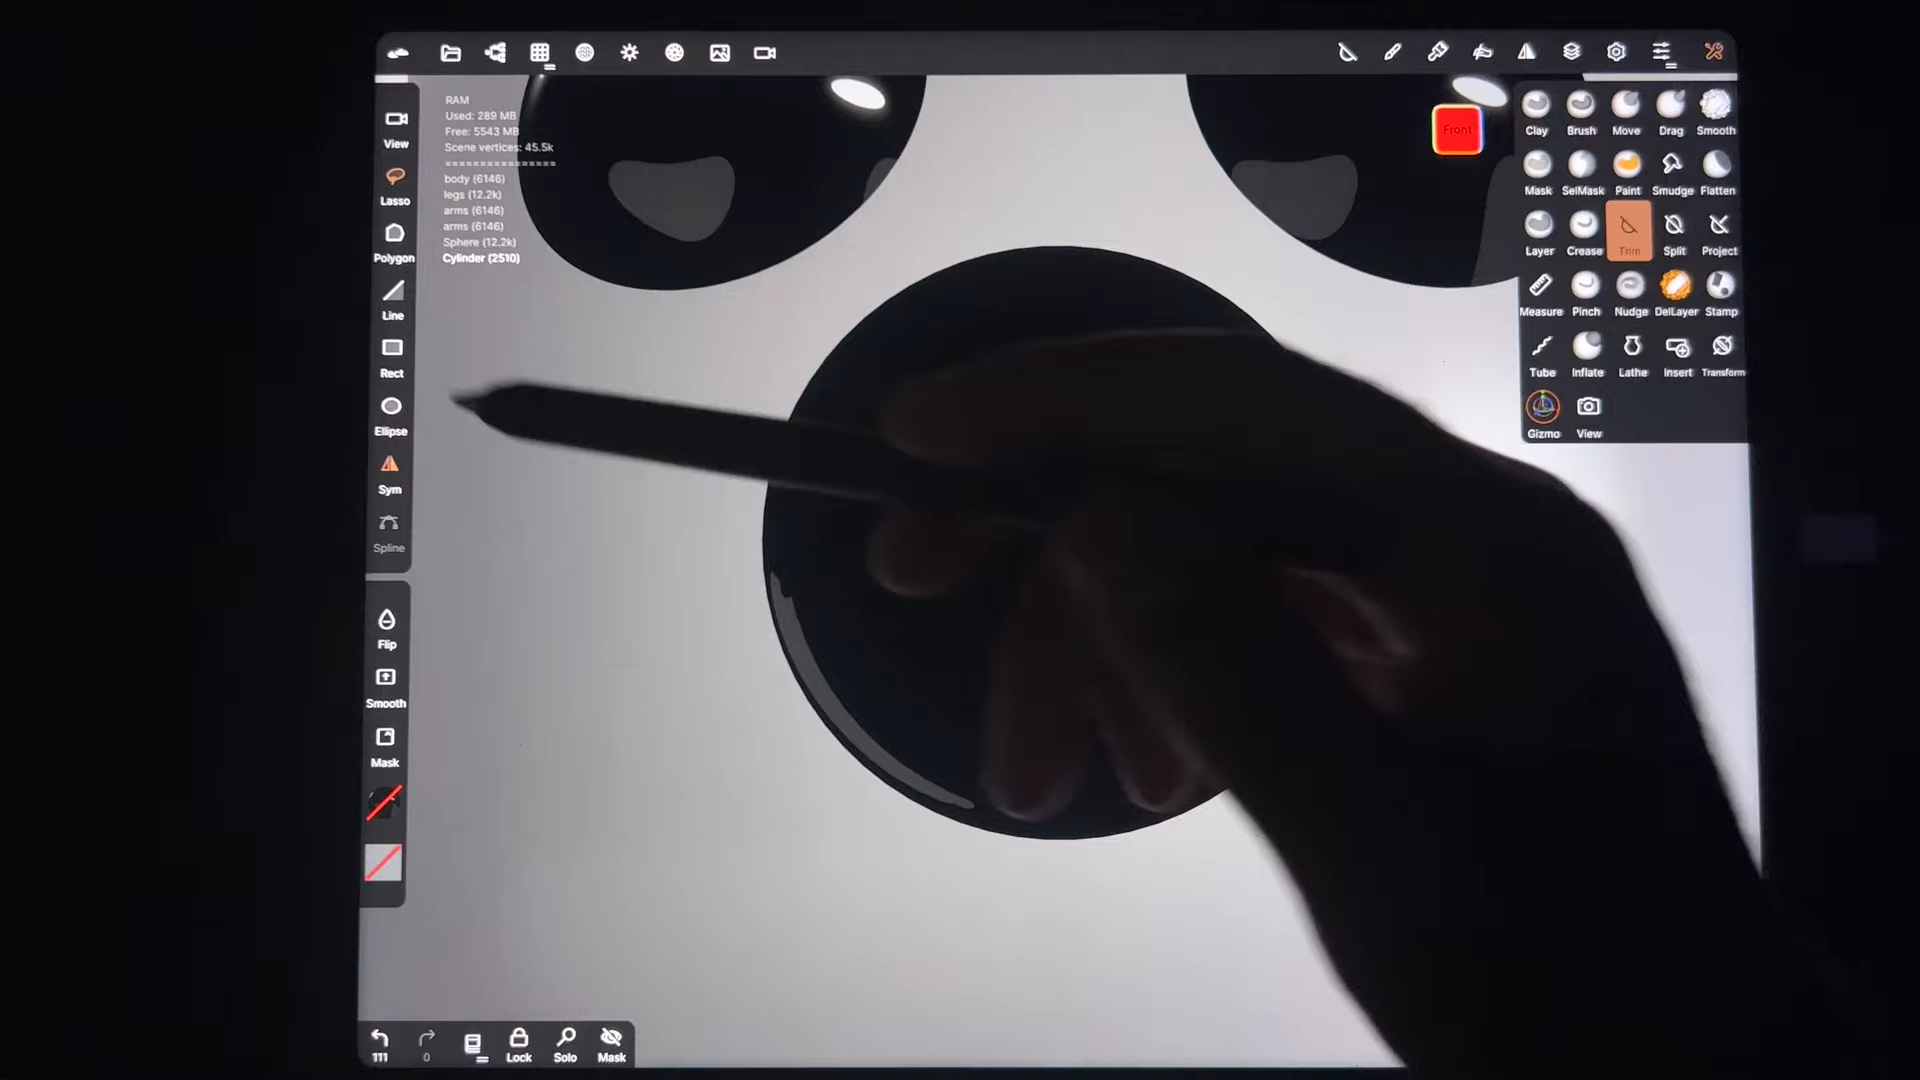 RAM
Used: 289 MB
Free: 5543 MB
Scene vertices: 45.5k
================
body (6146)
legs (12.2k)
arms (6146)
arms (6146)
Sphere (12.2k)
Cylinder (2510)
View
Lasso
Polygon
Line
Rect
Ellipse
Sym
Spline
Flip
Smooth
Mask
111
0
Lock
Solo
Mask
Front
Clay Brush Move Drag Smooth
Mask SelMask Paint Smudge Flatten
Layer Crease Trim Split Project
Measure Pinch Nudge DelLayer Stamp
Tube Inflate Lathe Insert Transform
Gizmo View